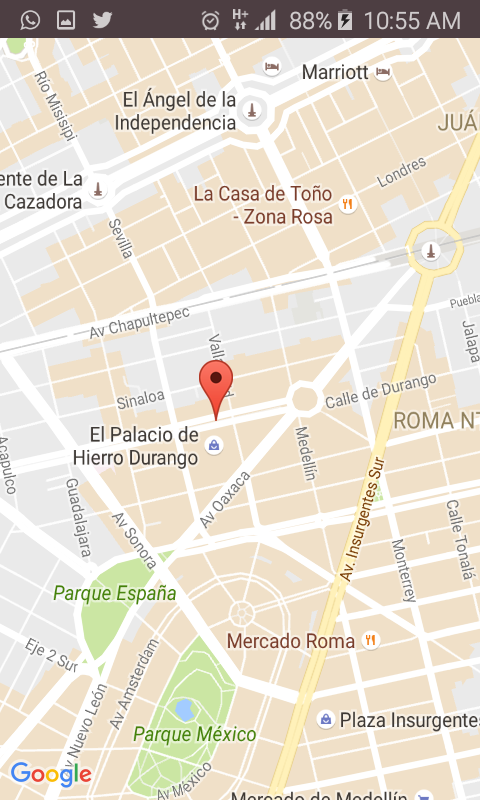 H+ 88% 10:55 AM
Marriott
Río Misisipi
El Ángel de la
Independencia
JUÁ
Londres
ente de La
Cazadora
La Casa de Toño
- Zona Rosa
Sevilla
Av Chapultepec
Puebla
Jalapa
Sinaloa
Calle de Durango
ROMA NT
El Palacio de
Hierro Durango
Medellín
Acapulco
Guadalajara
Av Oaxaca
Av Sonora
Av. Insurgentes Sur
Calle Tonalá
Monterrey
Parque España
Eje 2 Sur
Av Amsterdam
Mercado Roma
v Nuevo León
Plaza Insurgentes
Parque México
Google
Av México
Mercado de Medellín